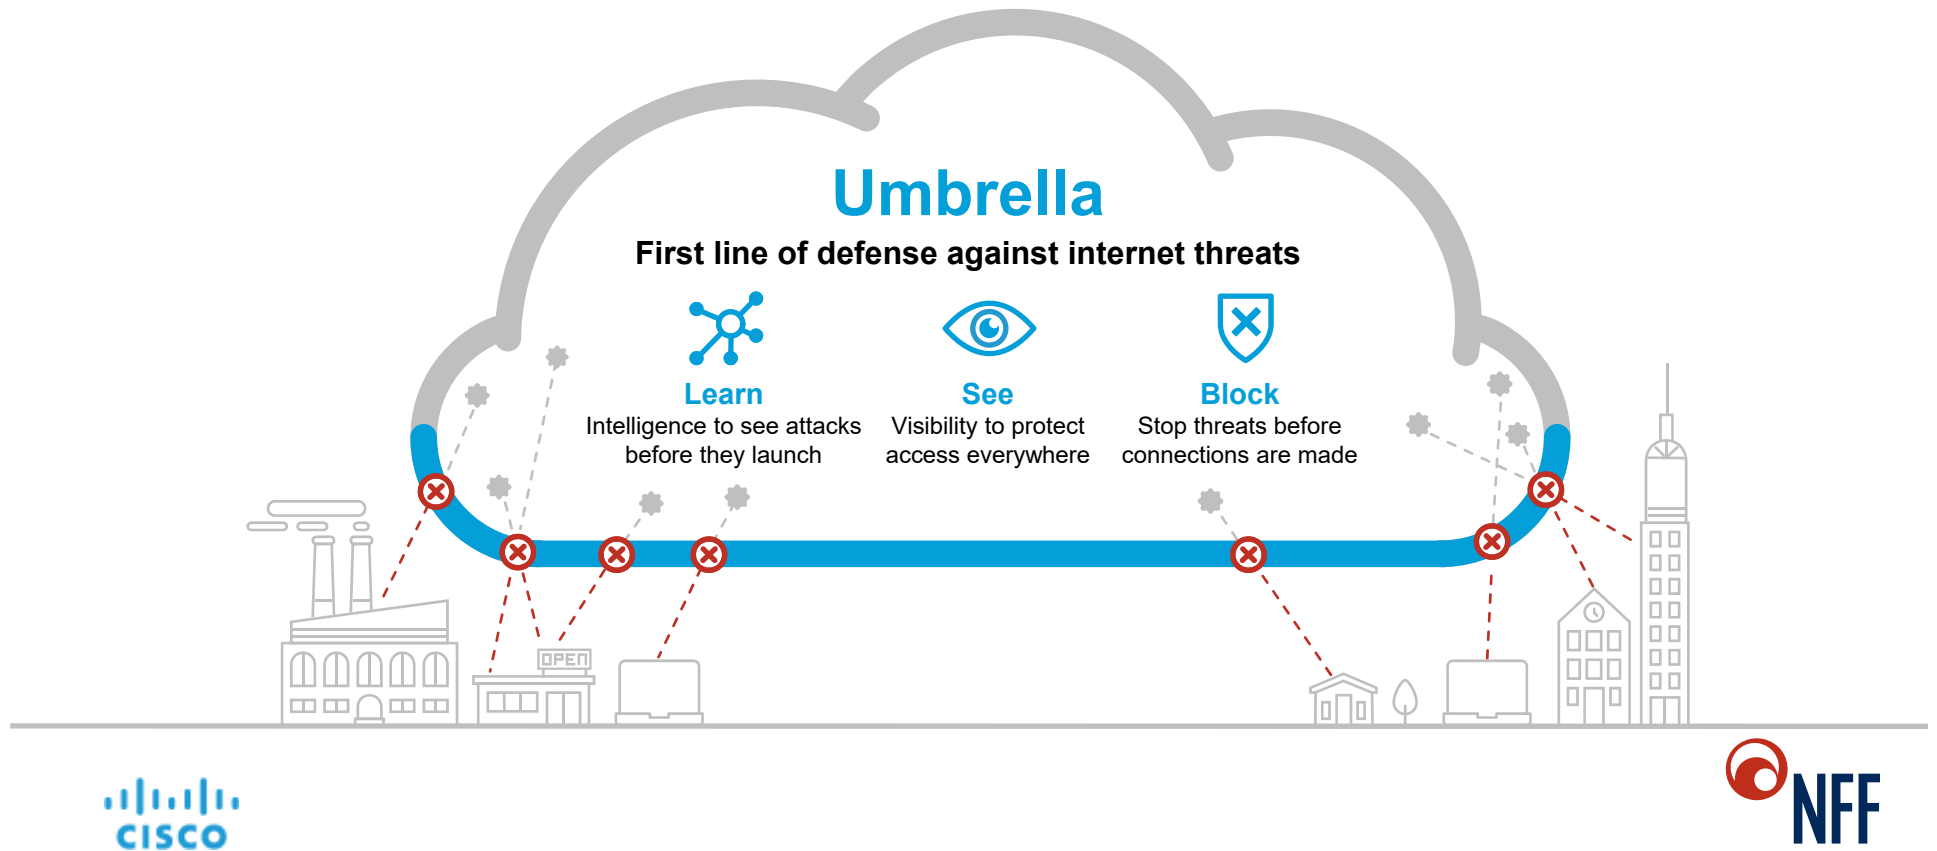 Umbrella
First line of defense against internet threats
Learn
Intelligence to see attacks
before they launch
See
Visibility to protect
access everywhere
Block
Stop threats before
connections are made
OPEN
CISCO
NFF